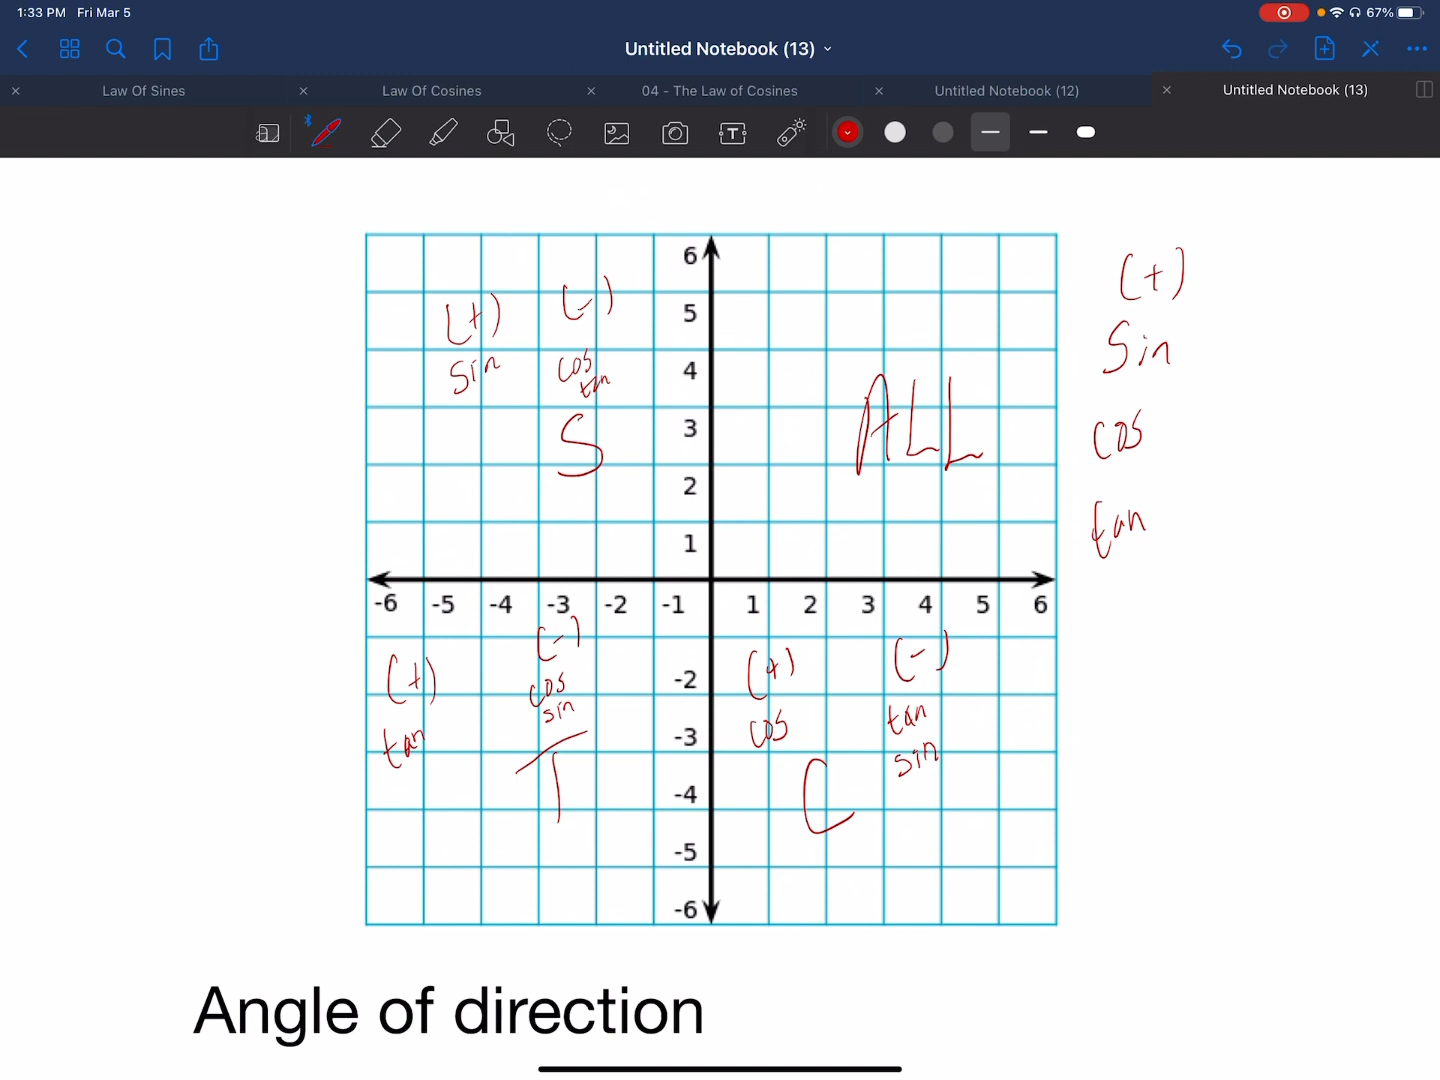 1:33 PM Fri Mar 5
67%
Untitled Notebook (13)
Law Of Sines
Law Of Cosines
04 - The Law of Cosines
Untitled Notebook (12)
Untitled Notebook (13)
T
6
5
4
3
2
1
-6 -5 -4 -3 -2 -1 1 2 3 4 5 6
-2
-3
-4
-5
-6
(+) (-)
sin cos
tan
S
ALL
(+)
Sin
cos
tan
(+) (-)
tan cos
sin
T
(+) (-)
cos tan
sin
C
Angle of direction